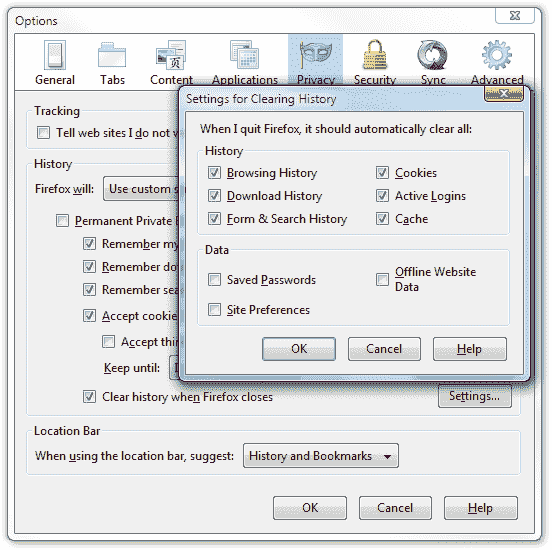 Options
General Tabs Content Applications Privacy Security Sync Advanced
Tracking
Tell web sites I do not
History
Firefox will: Use custom
Permanent Private
Remember my
Remember
Remember
Accept
Accept
Keep until:
Clear history when Firefox closes Settings...
Location Bar
When using the location bar, suggest: History and Bookmarks
OK Cancel Help
Settings for Clearing History
When I quit Firefox, it should automatically clear all:
History
Browsing History Cookies
Download History Active Logins
Form & Search History Cache
Data
Saved Passwords Offline Website
Data
Site Preferences
OK Cancel Help